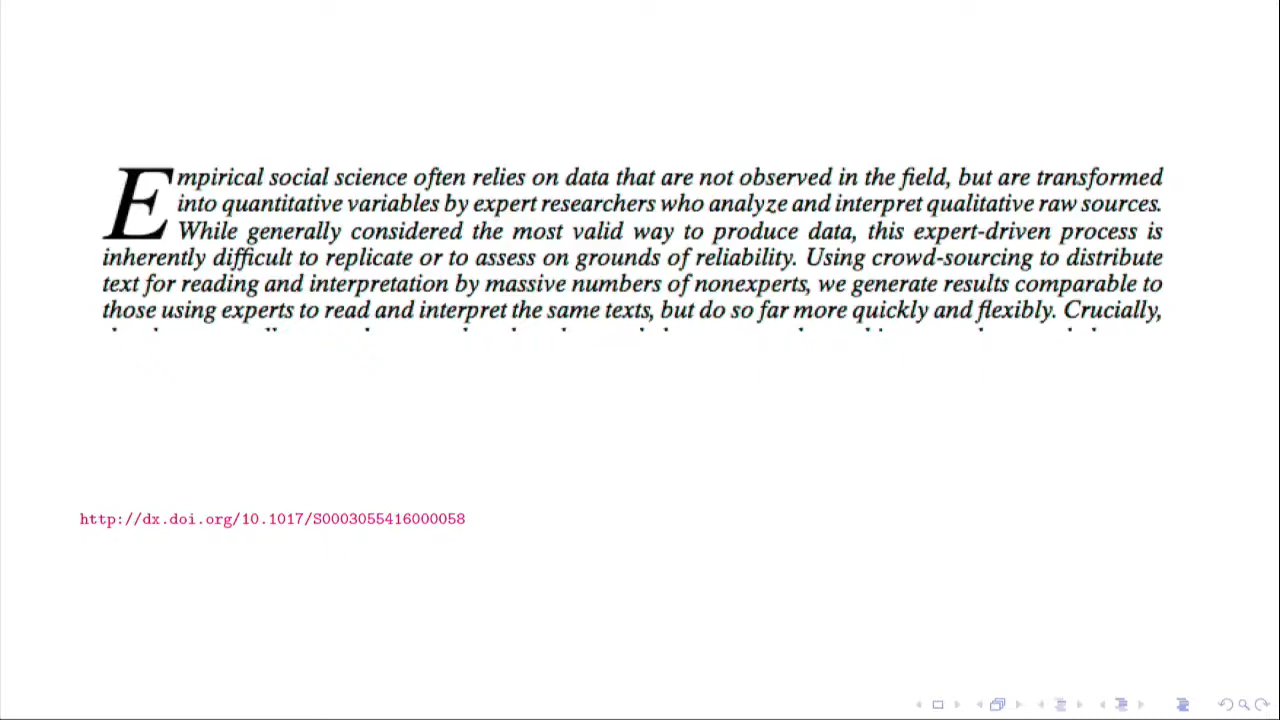 Empirical social science often relies on data that are not observed in the field, but are transformed
into quantitative variables by expert researchers who analyze and interpret qualitative raw sources.
While generally considered the most valid way to produce data, this expert-driven process is
inherently difficult to replicate or to assess on grounds of reliability. Using crowd-sourcing to distribute
text for reading and interpretation by massive numbers of nonexperts, we generate results comparable to
those using experts to read and interpret the same texts, but do so far more quickly and flexibly. Crucially,
http://dx.doi.org/10.1017/S0003055416000058